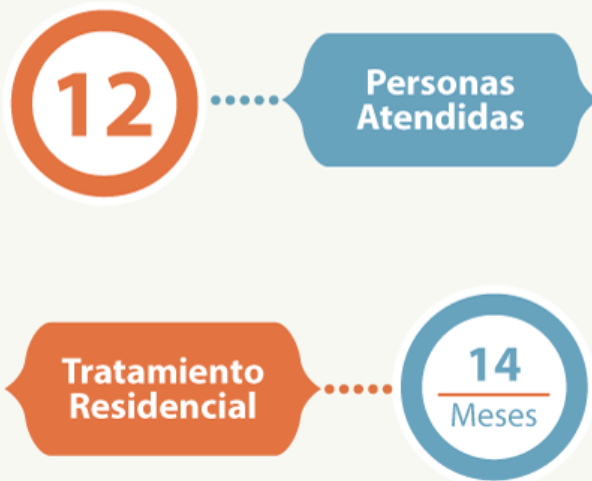 12
Personas
Atendidas
Tratamiento
Residencial
14
Meses